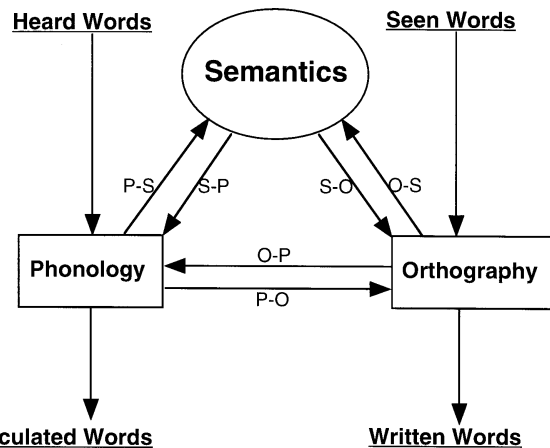 Heard Words
Seen Words
Semantics
P-S
S-P
S-O
O-S
Phonology
O-P
Orthography
P-O
culated Words
Written Words